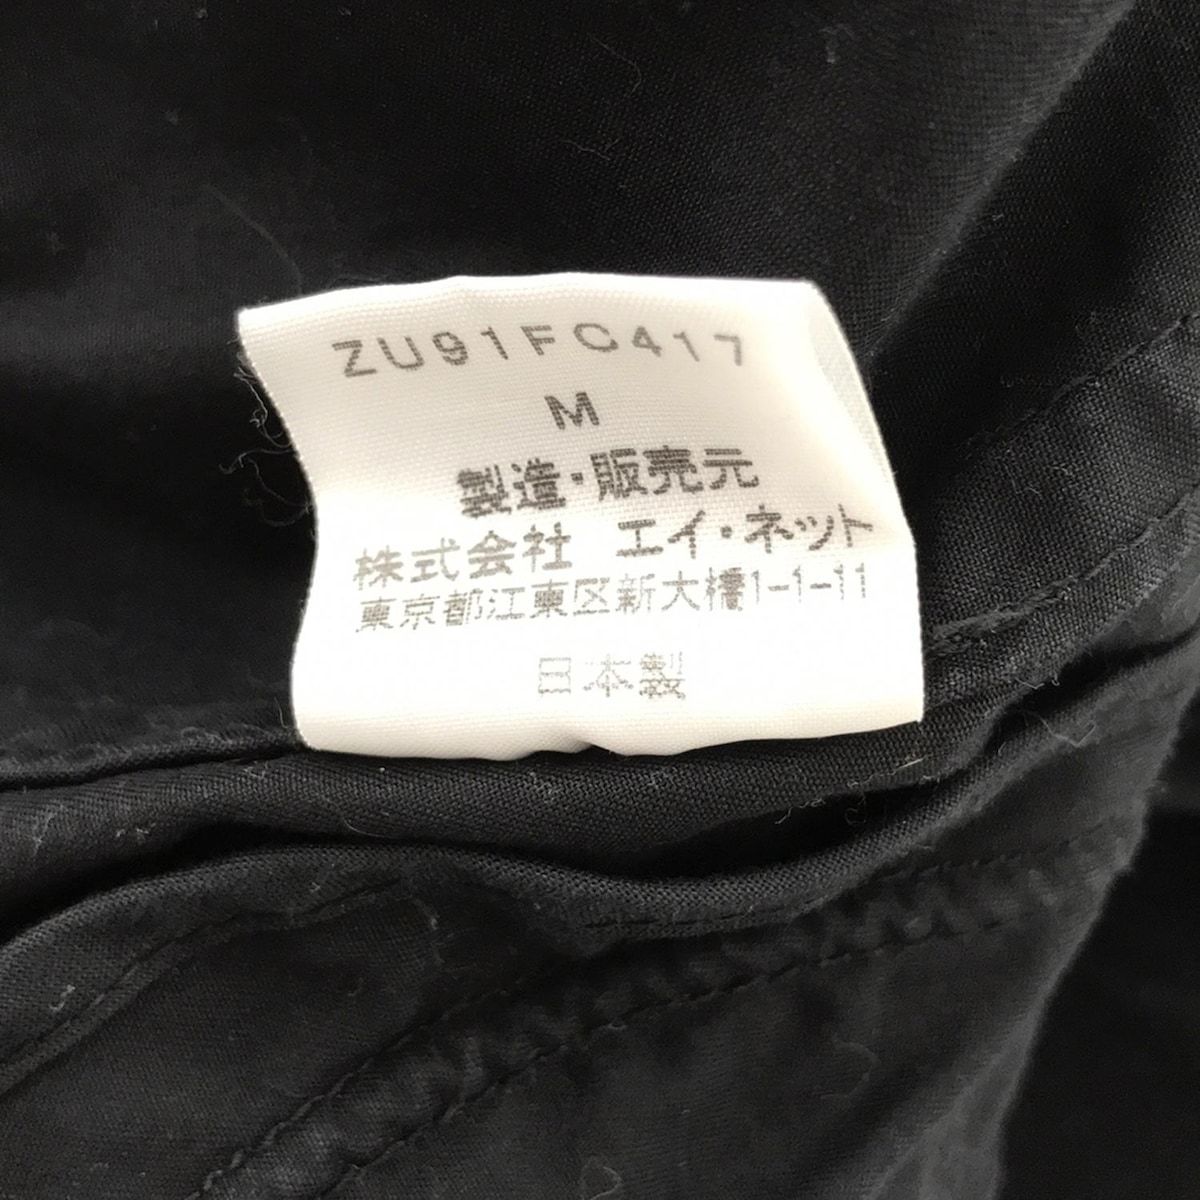 ZU91FC417
M
製造・販売元
株式会社 エイ・ネット
東京都江東区新大橋1-1-11
日本製